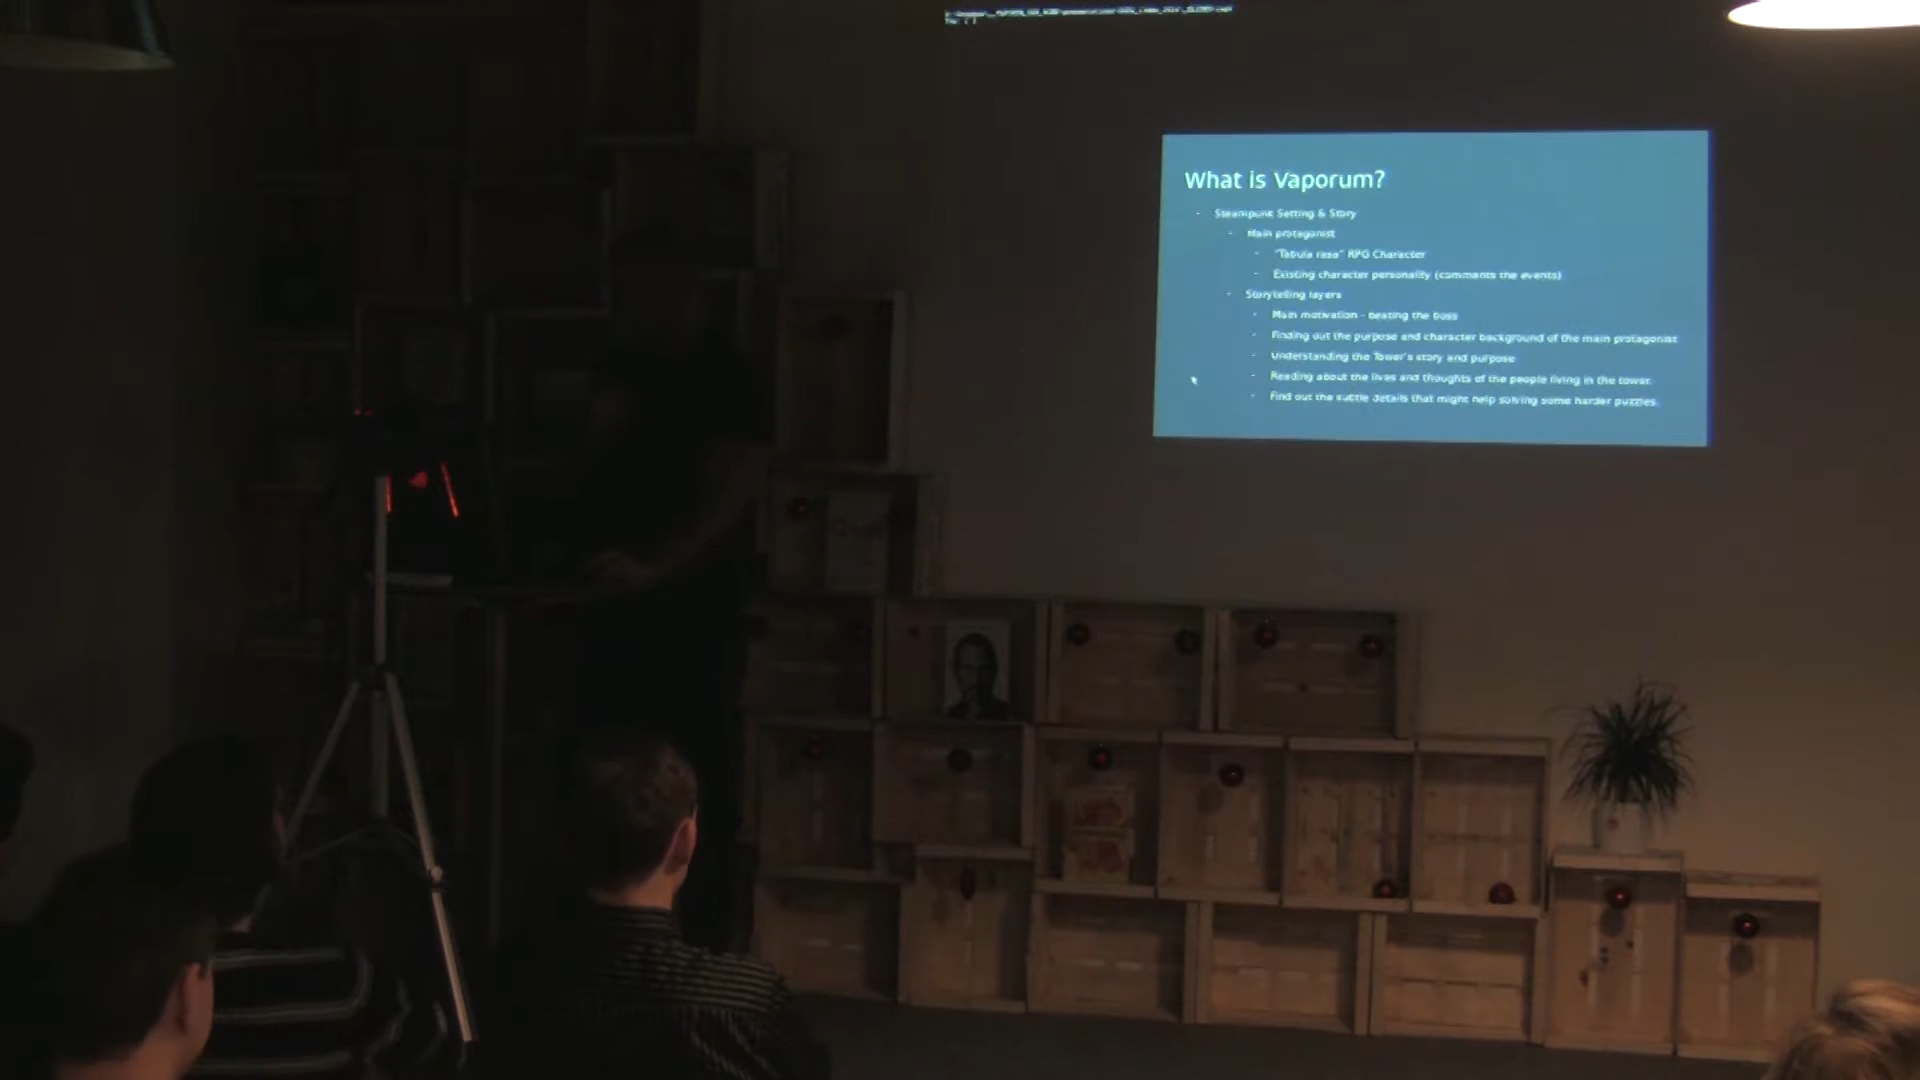 What is Vaporum?
- Steampunk Setting & Story
- Main protagonist
- "Tabula rasa" RPG Character
- Existing character personality (comments the events)
- Storytelling layers
- Main motivation - beating the boss
- Finding out the purpose and character background of the main protagonist
- Understanding the Tower's story and purpose
- Reading about the lives and thoughts of the people living in the tower.
- Find out the subtle details that might help solving some harder puzzles.